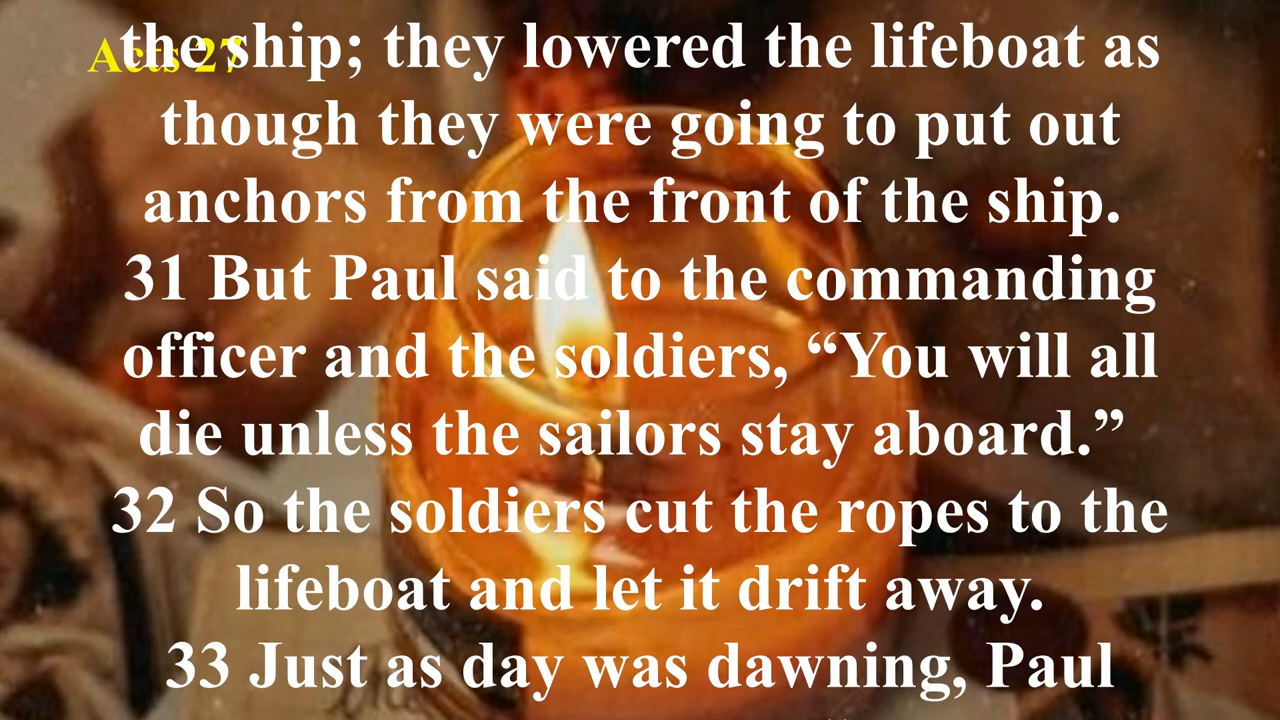 Acts 27
the ship; they lowered the lifeboat as
though they were going to put out
anchors from the front of the ship.
31 But Paul said to the commanding
officer and the soldiers, “You will all
die unless the sailors stay aboard.”
32 So the soldiers cut the ropes to the
lifeboat and let it drift away.
33 Just as day was dawning, Paul